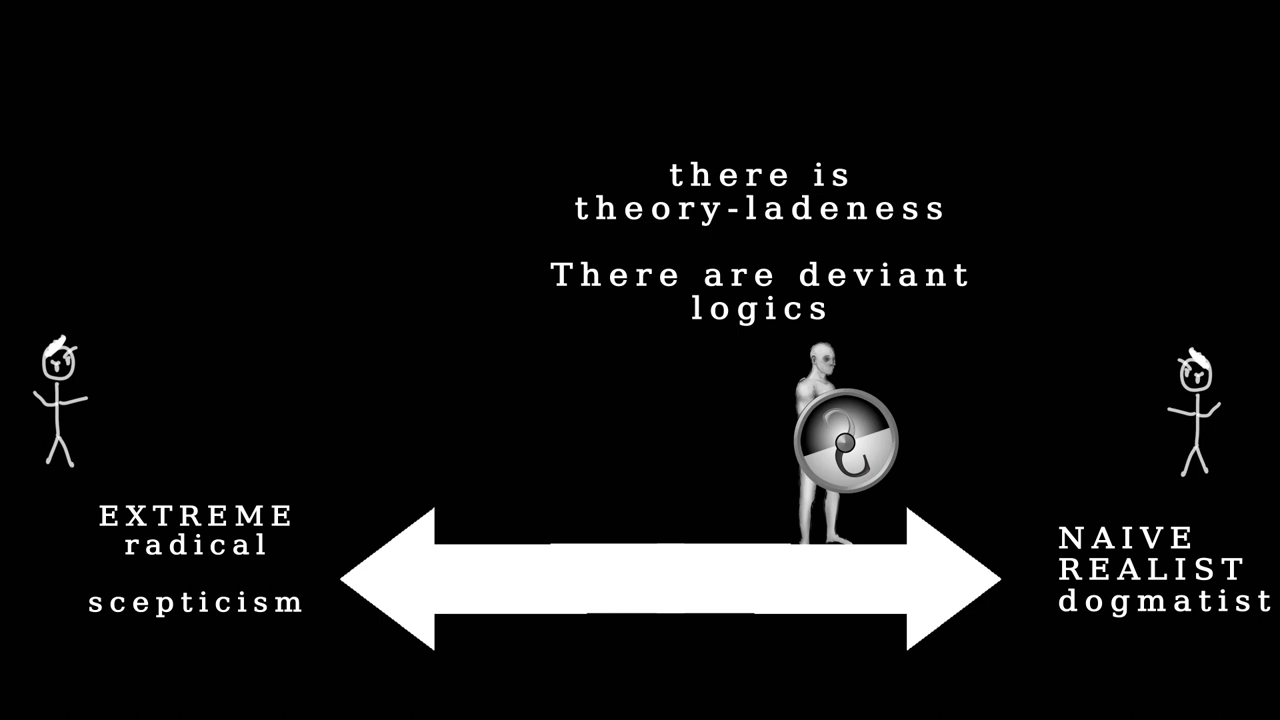 there is
theory-ladeness
There are deviant
logics
EXTREME
radical
scepticism
NAIVE
REALIST
dogmatist